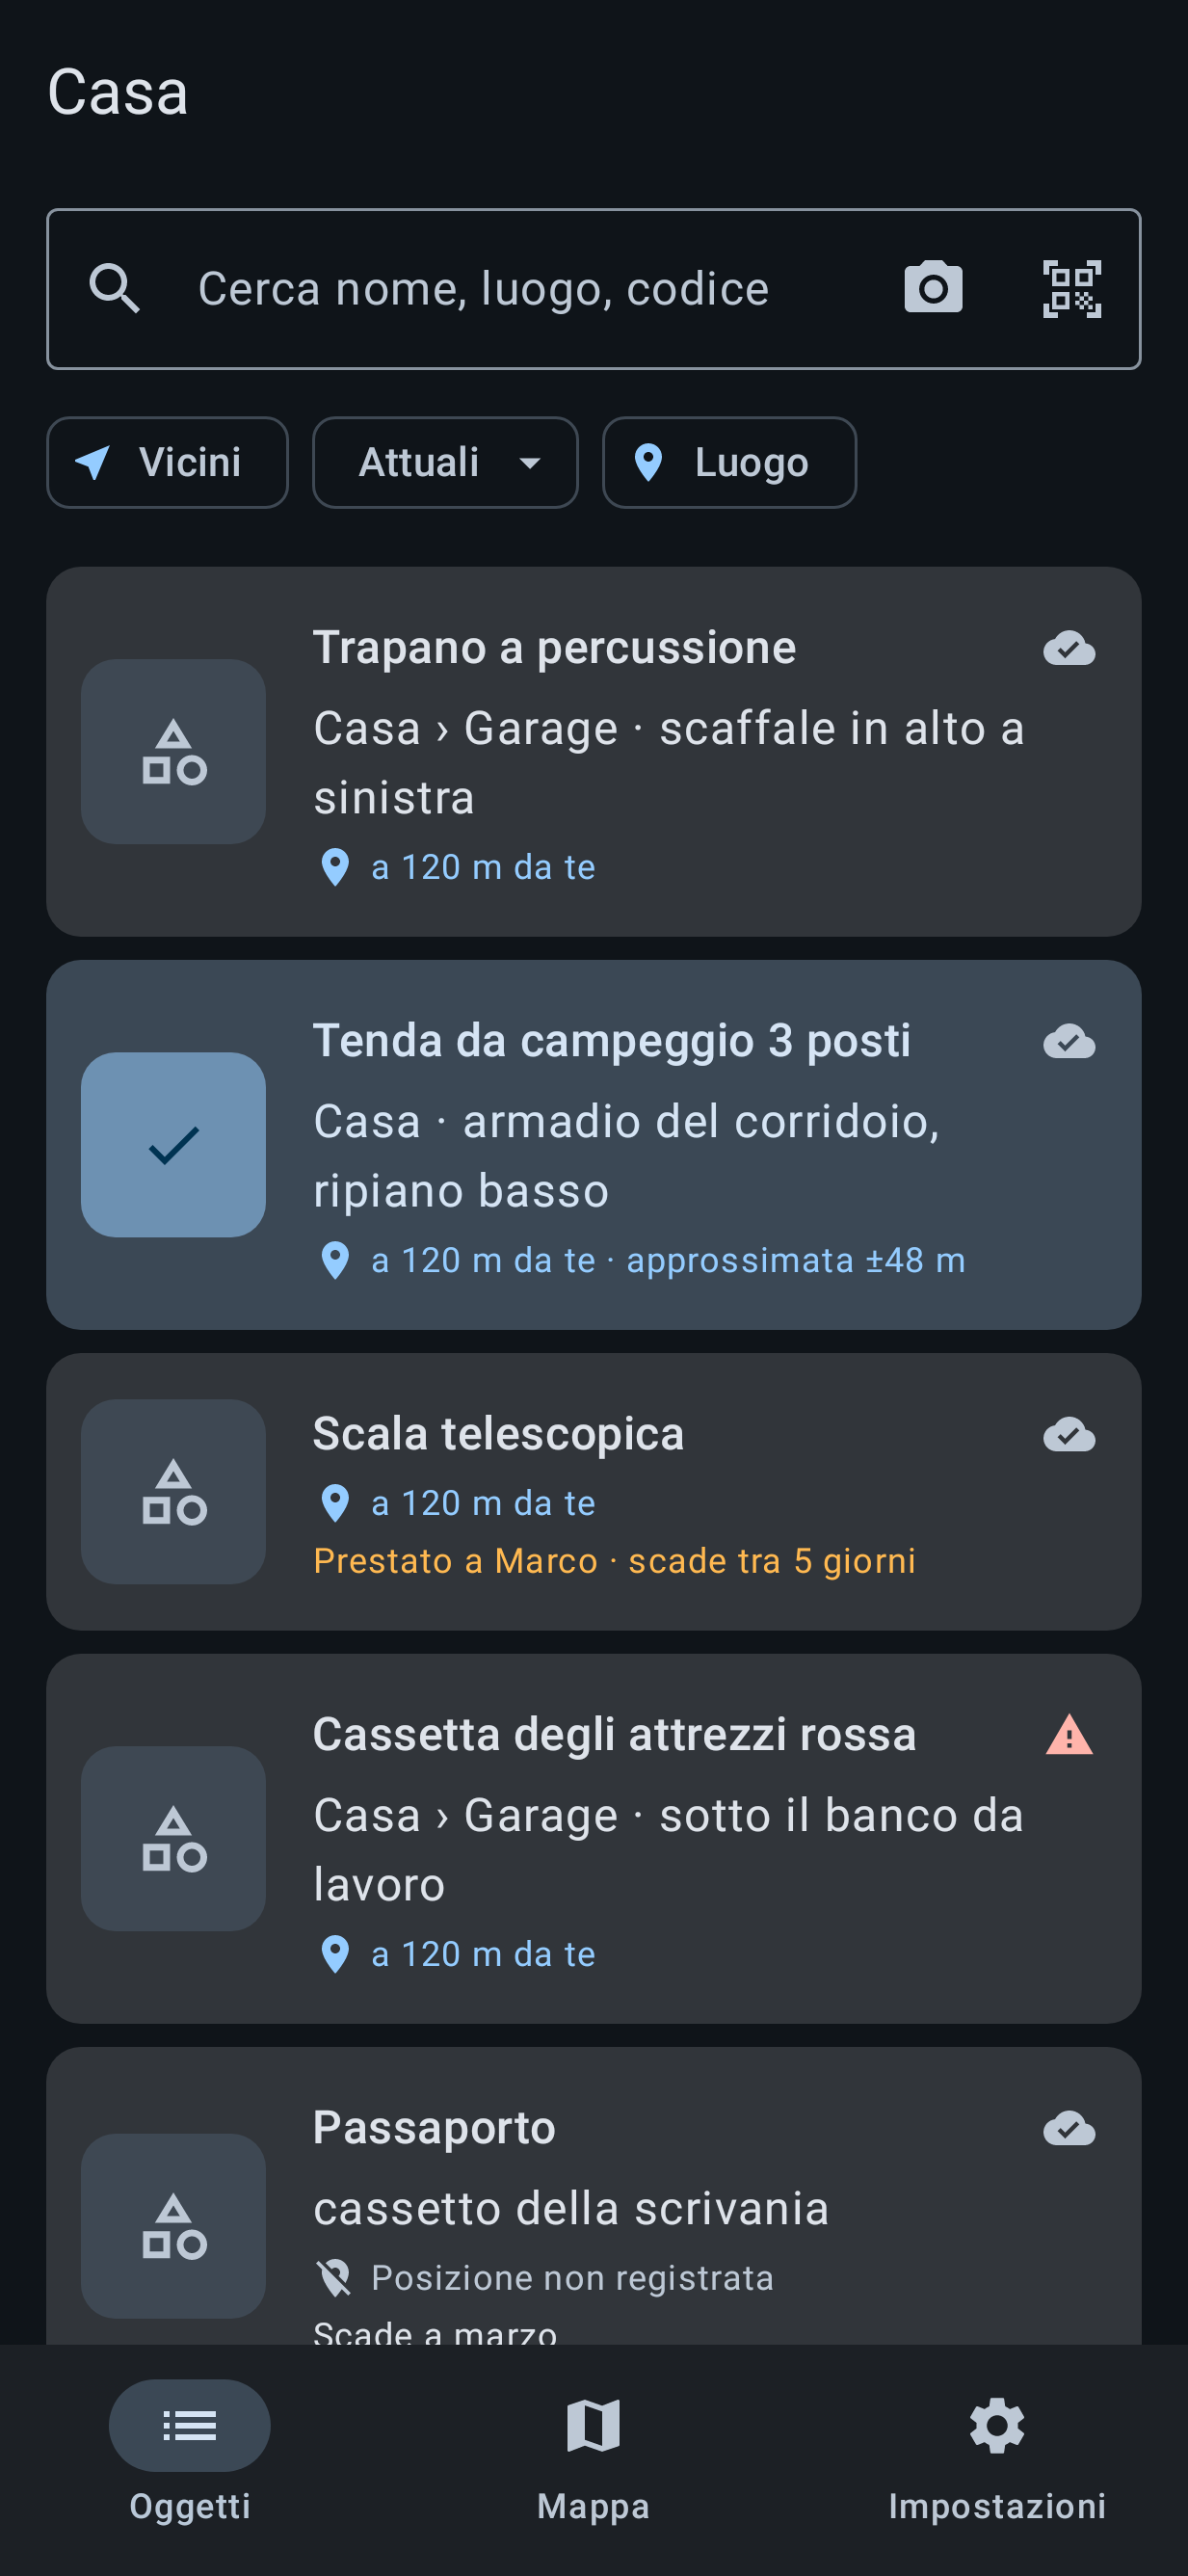 Casa
Cerca nome, luogo, codice
Vicini
Attuali
Luogo
Trapano a percussione
Casa › Garage · scaffale in alto a
sinistra
a 120 m da te
Tenda da campeggio 3 posti
Casa · armadio del corridoio,
ripiano basso
a 120 m da te · approssimata ±48 m
Scala telescopica
a 120 m da te
Prestato a Marco · scade tra 5 giorni
Cassetta degli attrezzi rossa
Casa › Garage · sotto il banco da
lavoro
a 120 m da te
Passaporto
cassetto della scrivania
Posizione non registrata
Scade a marzo
Oggetti
Mappa
Impostazioni